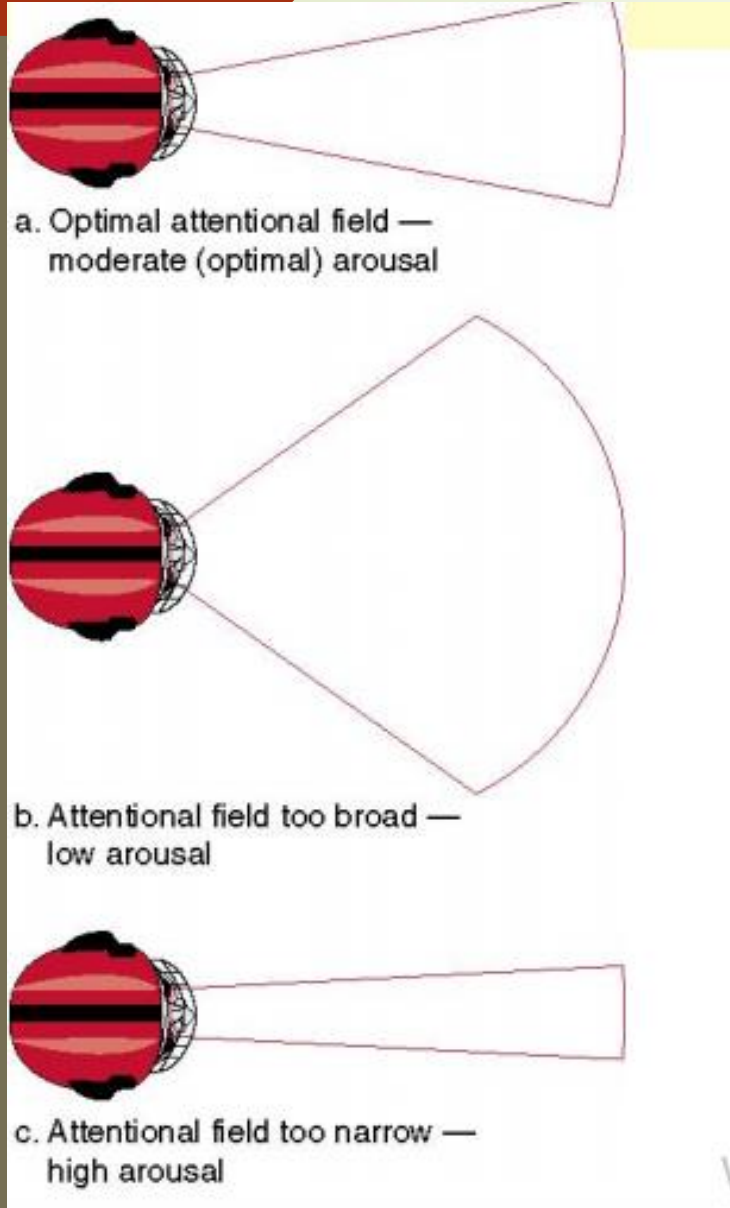 a. Optimal attentional field —
moderate (optimal) arousal
b. Attentional field too broad —
low arousal
c. Attentional field too narrow —
high arousal